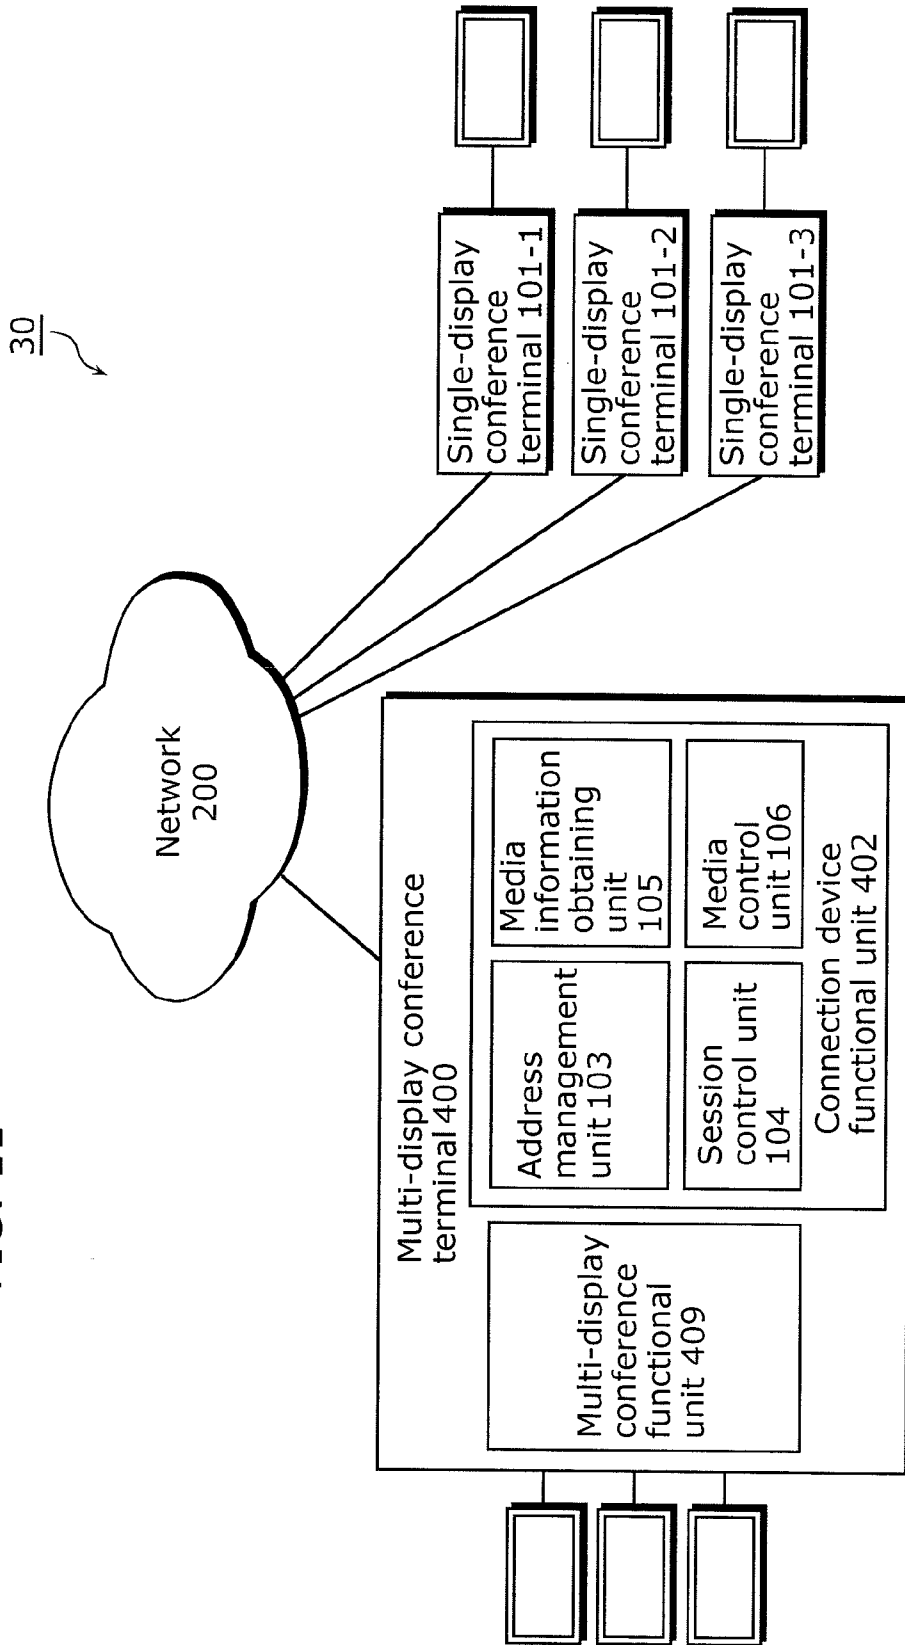 30
Network
200
Multi-display conference
terminal 400
Multi-display
conference
functional
unit 409
Address
management
unit 103
Media
information
obtaining
unit
105
Session
control unit
104
Media
control
unit 106
Connection device
functional unit 402
Single-display
conference
terminal 101-1
Single-display
conference
terminal 101-2
Single-display
conference
terminal 101-3